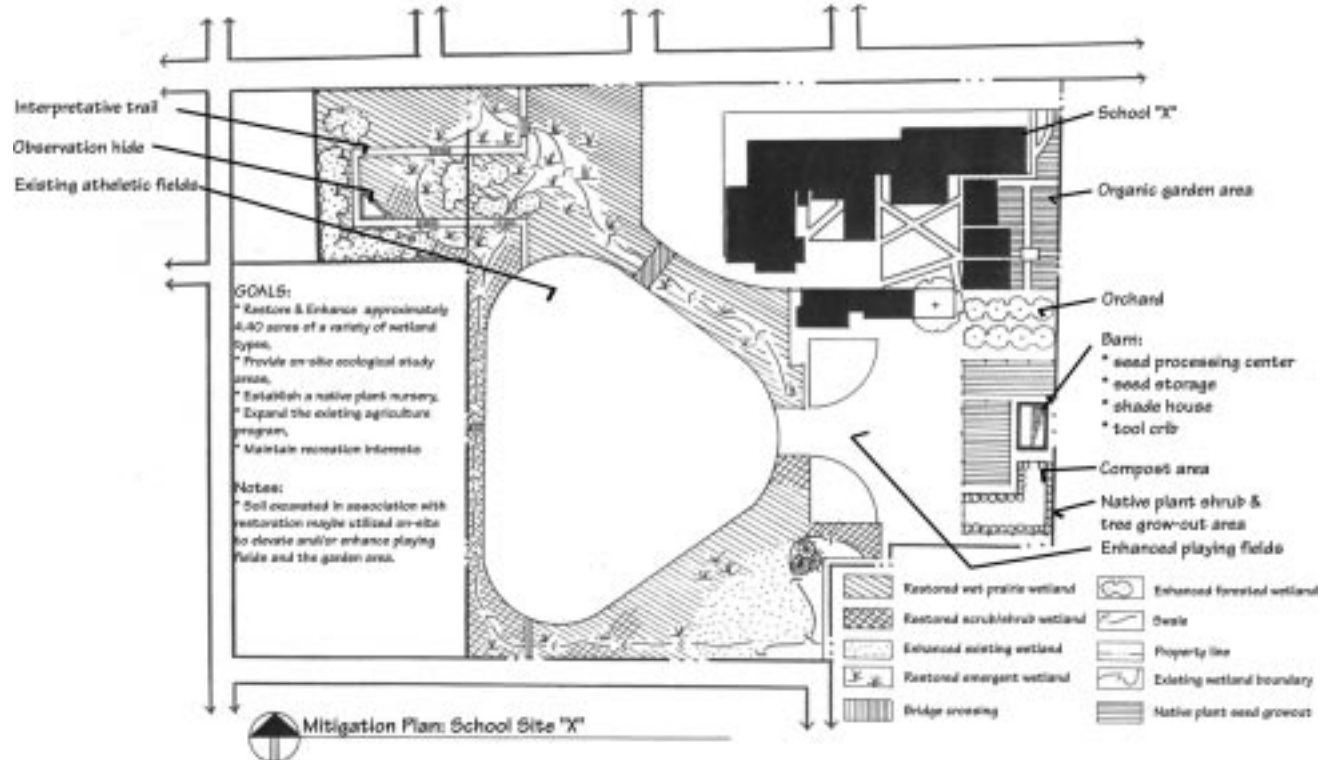 Interpretative trail
Observation hide
Existing atheletic fields
School "X"
Organic garden area
Orchard
Barn:
* seed processing center
* seed storage
* shade house
* tool crib
Compost area
Native plant shrub &
tree grow-out area
Enhanced playing fields
GOALS:
* Restore & Enhance approximately
4.40 acres of a variety of wetland
types,
* Provide on-site ecological study
areas,
* Establish a native plant nursery,
* Expand the existing agriculture
program,
* Maintain recreation interests
Notes:
* Soil excavated in association with
restoration maybe utilized on-site
to elevate and/or enhance playing
fields and the garden area.
Restored wet prairie wetland
Restored scrub/shrub wetland
Enhanced existing wetland
Restored emergent wetland
Bridge crossing
Enhanced forested wetland
Swale
Property line
Existing wetland boundary
Native plant seed growout
Mitigation Plan: School Site "X"